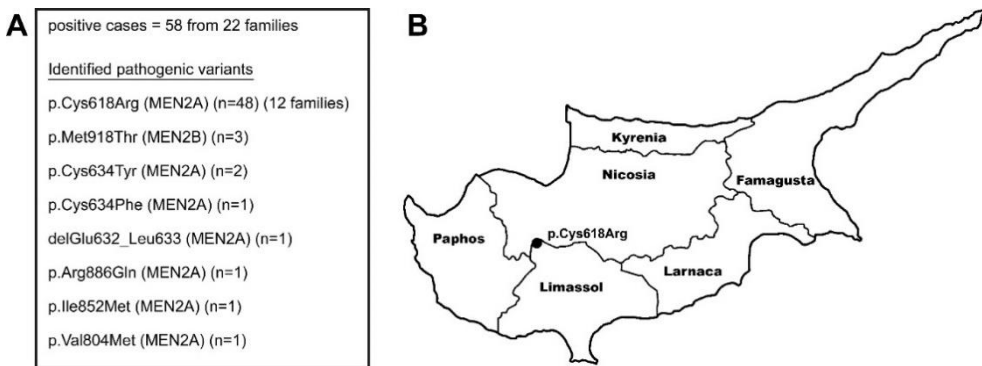 A
positive cases = 58 from 22 families
Identified pathogenic variants
p.Cys618Arg (MEN2A) (n=48) (12 families)
p.Met918Thr (MEN2B) (n=3)
p.Cys634Tyr (MEN2A) (n=2)
p.Cys634Phe (MEN2A) (n=1)
delGlu632_Leu633 (MEN2A) (n=1)
p.Arg886Gln (MEN2A) (n=1)
p.Ile852Met (MEN2A) (n=1)
p.Val804Met (MEN2A) (n=1)
B
Kyrenia
Nicosia
Famagusta
p.Cys618Arg
Paphos
Larnaca
Limassol